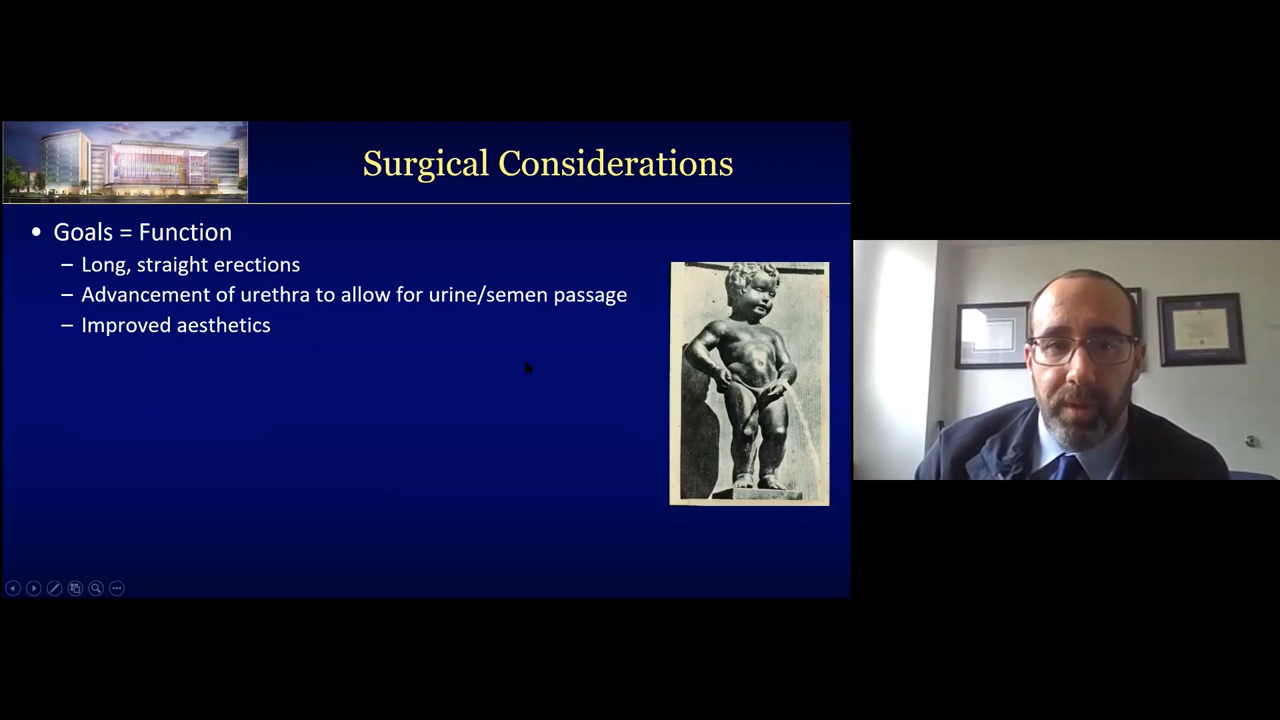 Surgical Considerations
• Goals = Function
– Long, straight erections
– Advancement of urethra to allow for urine/semen passage
– Improved aesthetics